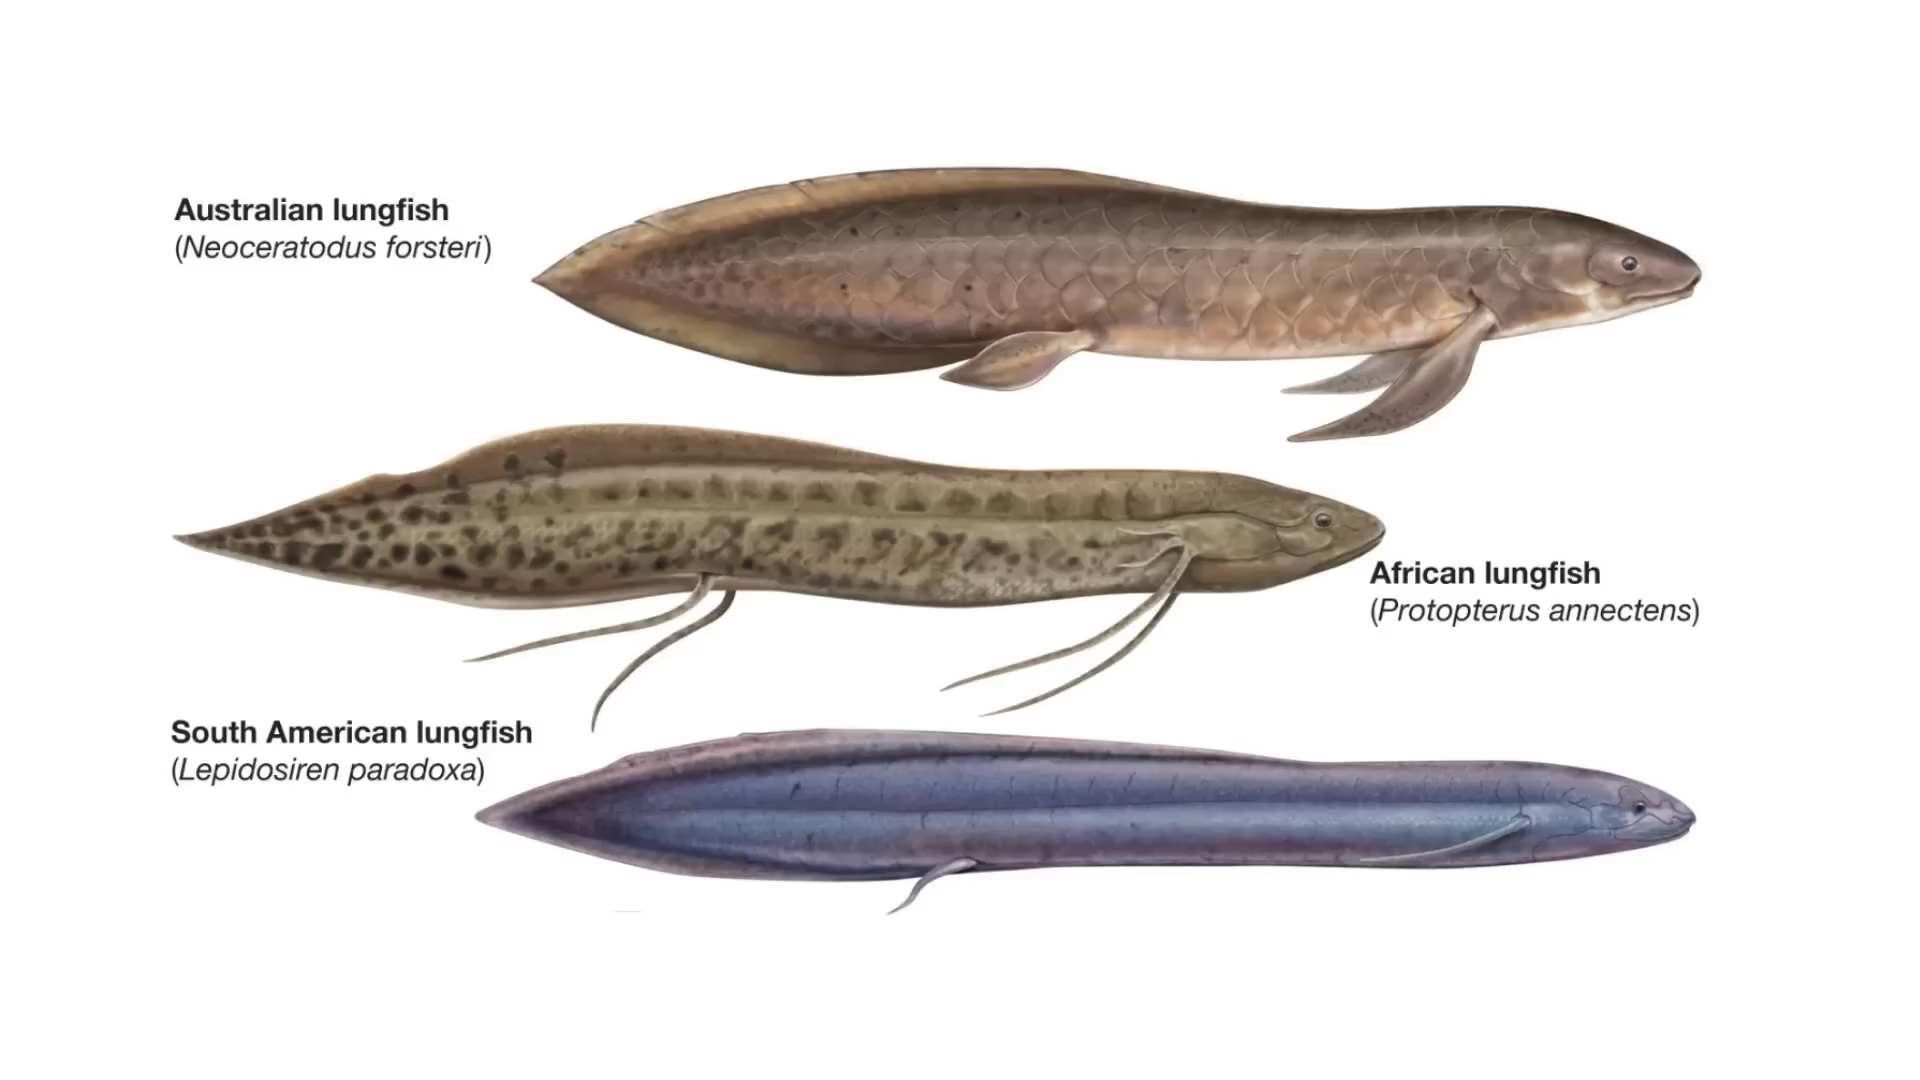 Australian lungfish
(Neoceratodus forsteri)
African lungfish
(Protopterus annectens)
South American lungfish
(Lepidosiren paradoxa)